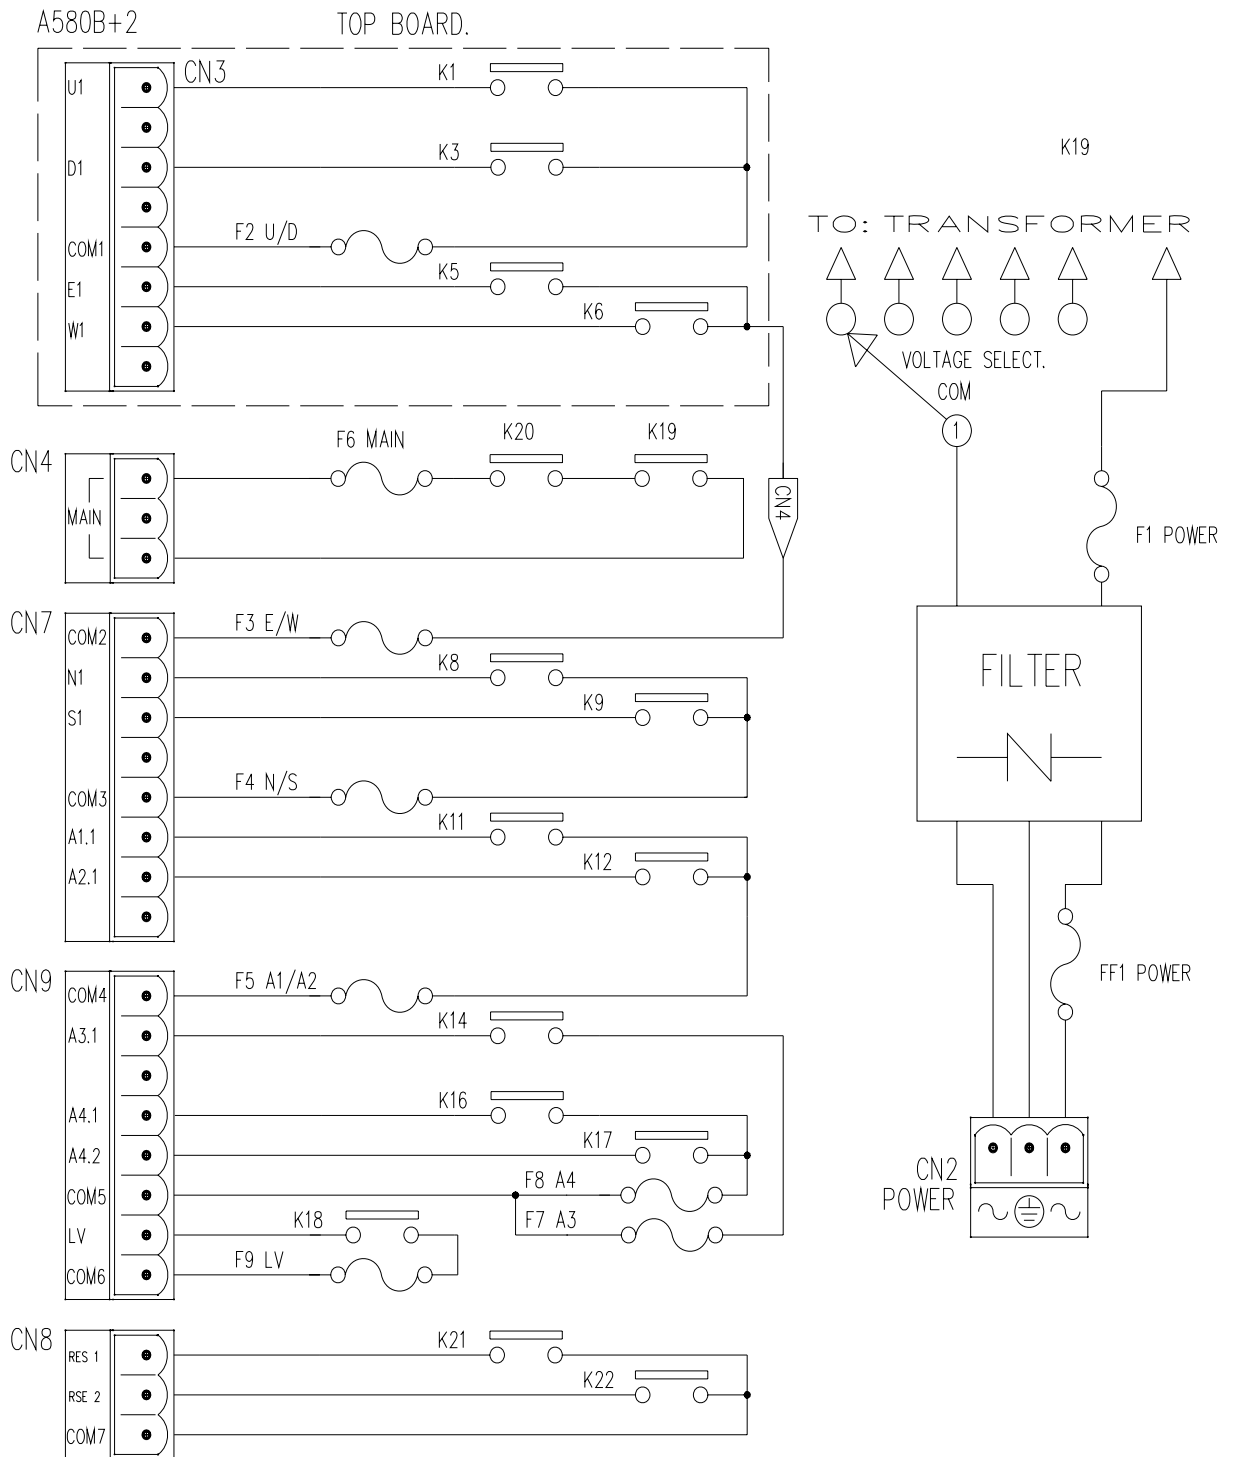 A580B+2
TOP BOARD.
CN3
U1
K1
D1
K3
COM1
F2 U/D
E1
K5
W1
K6
K19
TO: TRANSFORMER
VOLTAGE SELECT.
COM
1
F1 POWER
FILTER
FF1 POWER
CN2
POWER
CN4
MAIN
F6 MAIN
K20
K19
CN4
CN7
COM2
F3 E/W
N1
K8
S1
K9
COM3
F4 N/S
A1.1
K11
A2.1
K12
CN9
COM4
F5 A1/A2
A3.1
K14
A4.1
K16
A4.2
K17
COM5
F8 A4
F7 A3
LV
K18
COM6
F9 LV
CN8
RES 1
K21
RSE 2
K22
COM7